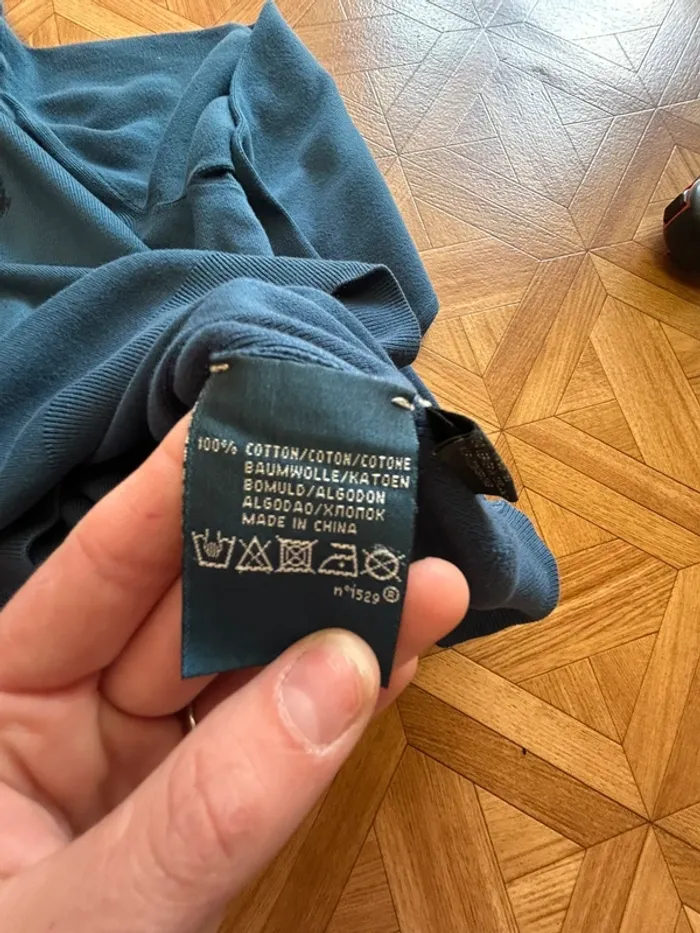 100% COTTON/COTON/COTONE
BAUMWOLLE/KATOEN
BOMULD/ALGODON
ALGODAO/ХЛОПОК
MADE IN CHINA
n°1529®